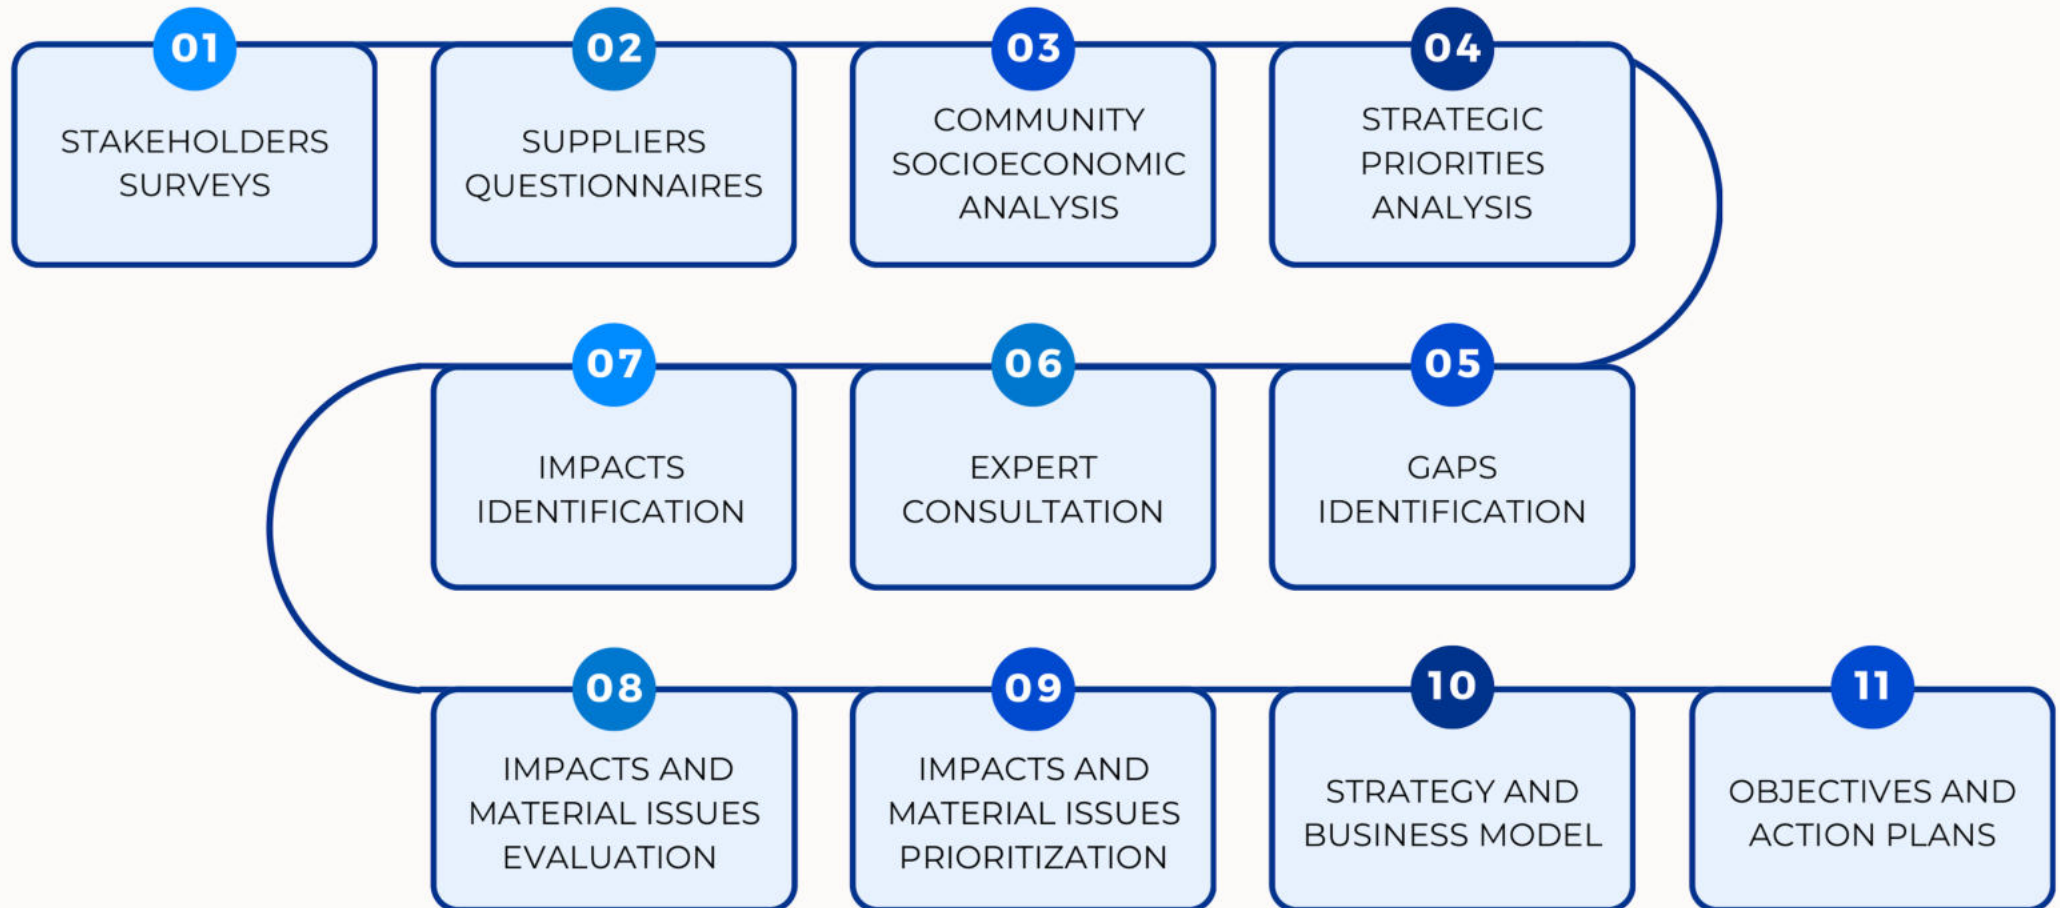 01
STAKEHOLDERS
SURVEYS
02
SUPPLIERS
QUESTIONNAIRES
03
COMMUNITY
SOCIOECONOMIC
ANALYSIS
04
STRATEGIC
PRIORITIES
ANALYSIS
05
GAPS
IDENTIFICATION
06
EXPERT
CONSULTATION
07
IMPACTS
IDENTIFICATION
08
IMPACTS AND
MATERIAL ISSUES
EVALUATION
09
IMPACTS AND
MATERIAL ISSUES
PRIORITIZATION
10
STRATEGY AND
BUSINESS MODEL
11
OBJECTIVES AND
ACTION PLANS